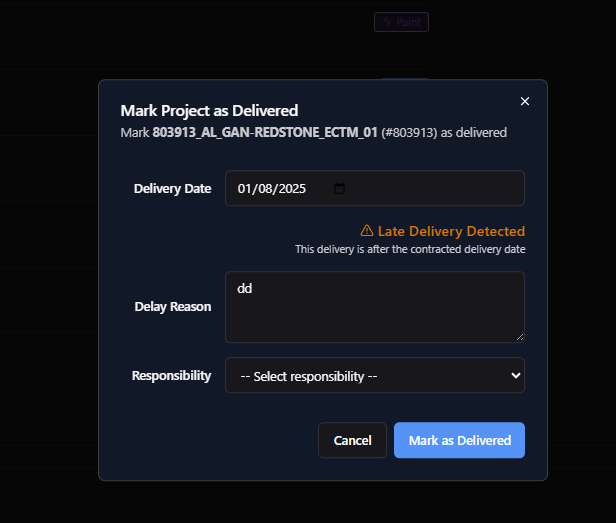 Paint
Mark Project as Delivered
Mark 803913_AL_GAN-REDSTONE_ECTM_01 (#803913) as delivered
Delivery Date
01/08/2025
Late Delivery Detected
This delivery is after the contracted delivery date
Delay Reason
dd
Responsibility
-- Select responsibility --
Cancel
Mark as Delivered